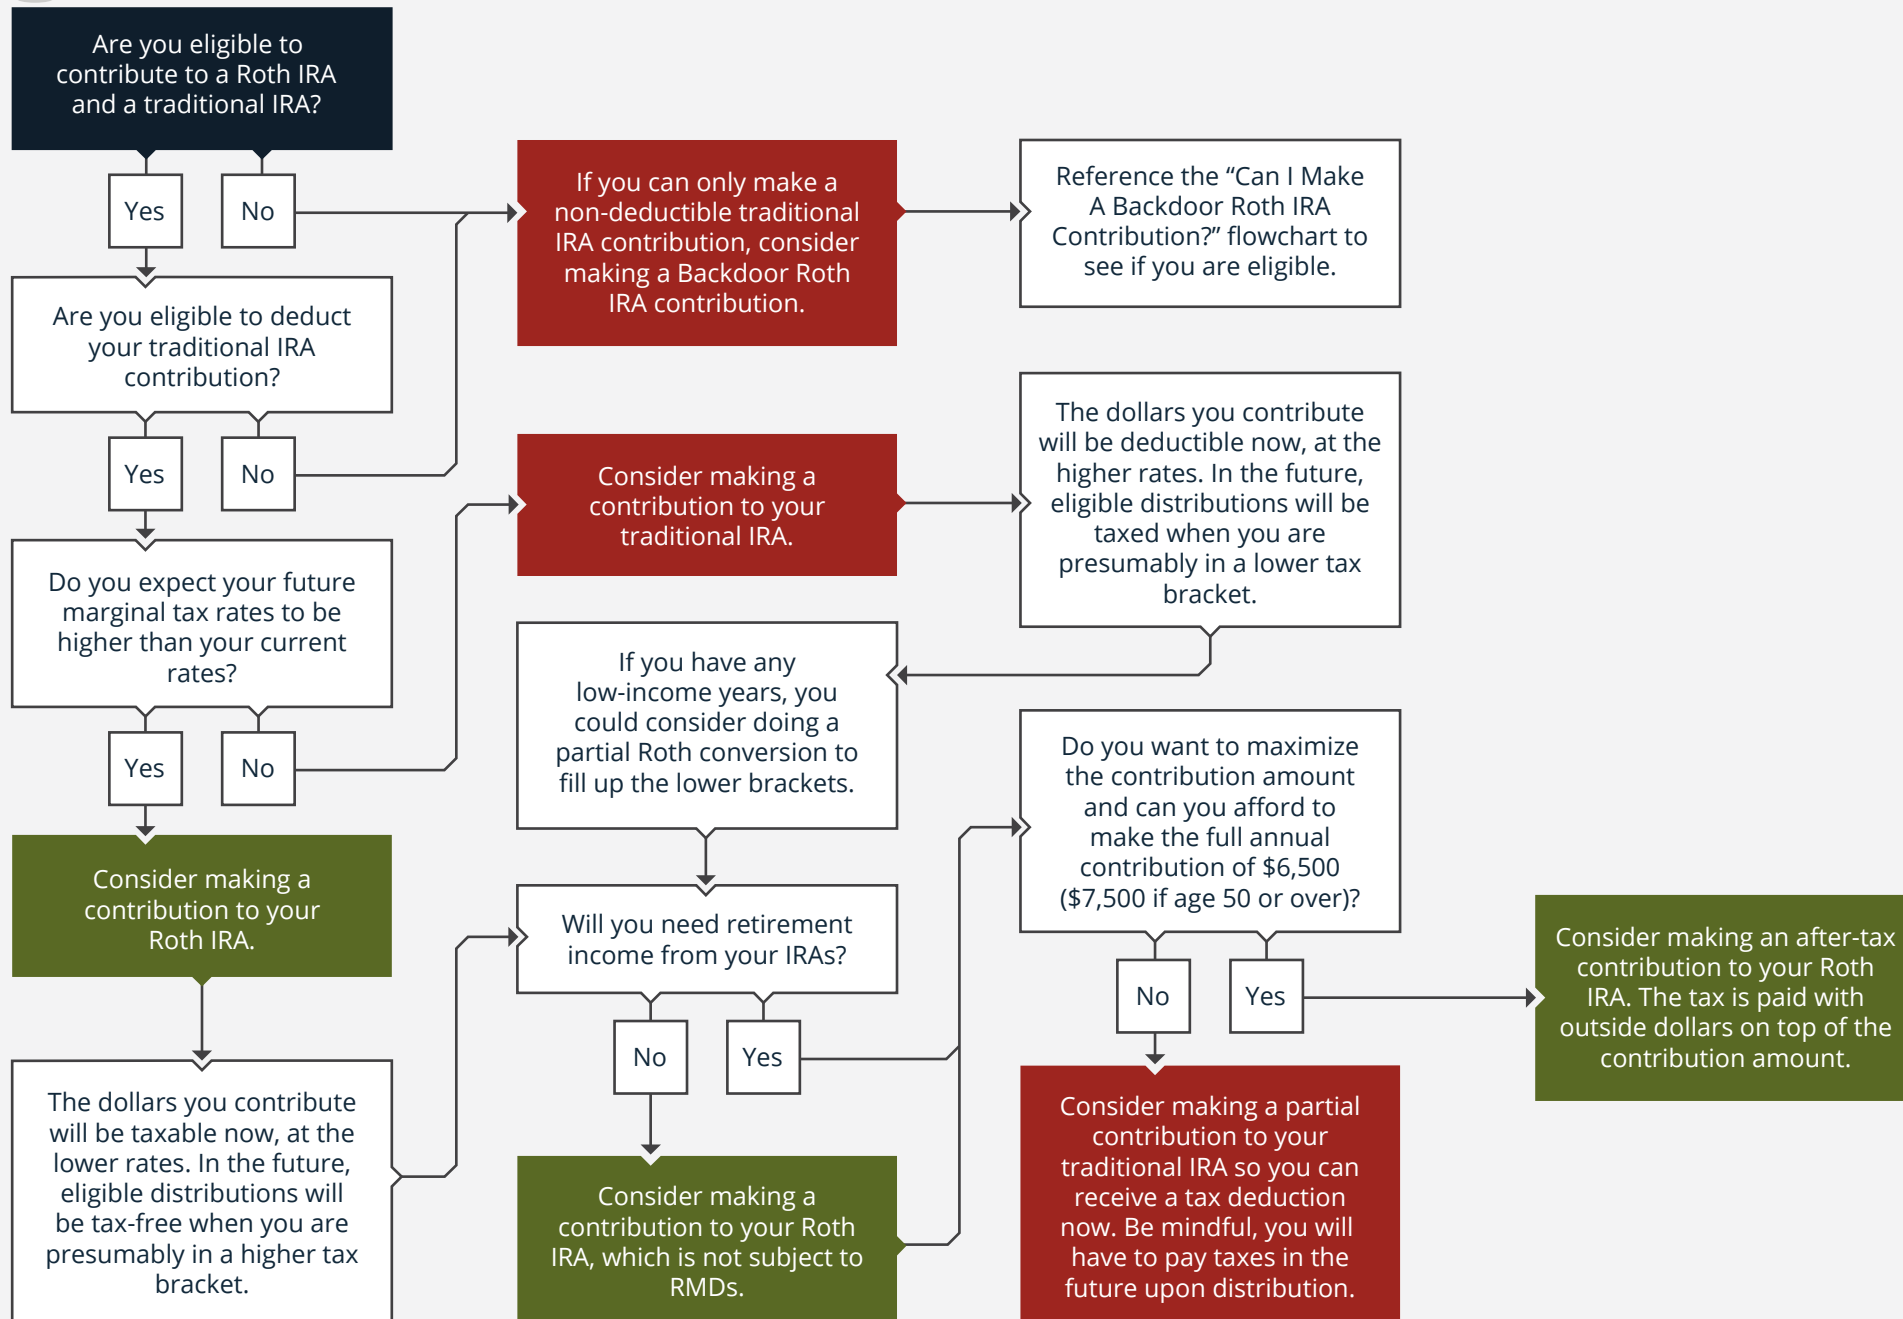 Are you eligible to
contribute to a Roth IRA
and a traditional IRA?
Yes
No
If you can only make a
non-deductible traditional
IRA contribution, consider
making a Backdoor Roth
IRA contribution.
Reference the “Can I Make
A Backdoor Roth IRA
Contribution?” flowchart to
see if you are eligible.
Are you eligible to deduct
your traditional IRA
contribution?
Yes
No
Consider making a
contribution to your
traditional IRA.
The dollars you contribute
will be deductible now, at the
higher rates. In the future,
eligible distributions will be
taxed when you are
presumably in a lower tax
bracket.
Do you expect your future
marginal tax rates to be
higher than your current
rates?
Yes
No
If you have any
low-income years, you
could consider doing a
partial Roth conversion to
fill up the lower brackets.
Do you want to maximize
the contribution amount
and can you afford to
make the full annual
contribution of $6,500
($7,500 if age 50 or over)?
No
Yes
Consider making a
contribution to your
Roth IRA.
Will you need retirement
income from your IRAs?
No
Yes
Consider making an after-tax
contribution to your Roth
IRA. The tax is paid with
outside dollars on top of the
contribution amount.
The dollars you contribute
will be taxable now, at the
lower rates. In the future,
eligible distributions will
be tax-free when you are
presumably in a higher tax
bracket.
Consider making a
contribution to your Roth
IRA, which is not subject to
RMDs.
Consider making a partial
contribution to your
traditional IRA so you can
receive a tax deduction
now. Be mindful, you will
have to pay taxes in the
future upon distribution.